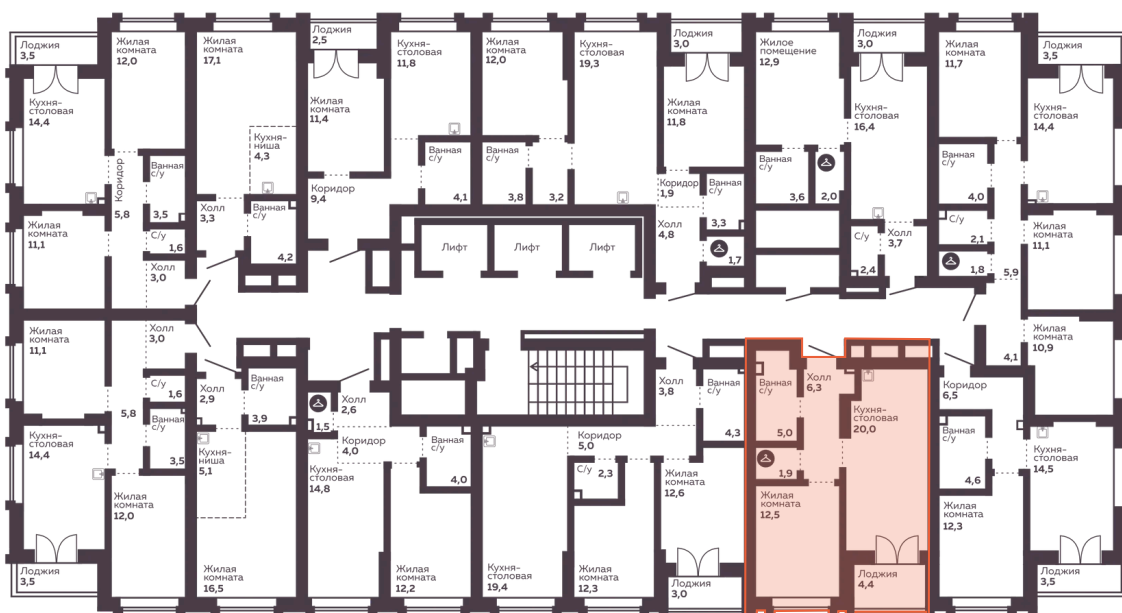 Лоджия
3,5
Жилая
комната
12,0
Жилая
комната
17,1
Лоджия
2,5
Кухня-
столовая
11,8
Жилая
комната
12,0
Кухня-
столовая
19,3
Лоджия
3,0
Жилое
помещение
12,9
Лоджия
3,0
Жилая
комната
11,7
Лоджия
3,5
Кухня-
столовая
14,4
Жилая
комната
11,4
Жилая
комната
11,8
Кухня-
столовая
16,4
Кухня-
столовая
14,4
Кухня-
ниша
4,3
Коридор
5,8
Ванная
с/у
3,5
Коридор
9,4
Ванная
с/у
4,1
Ванная
с/у
3,8
3,2
Коридор
1,9
Ванная
с/у
3,3
Ванная
с/у
3,6
2,0
Ванная
с/у
4,0
Жилая
комната
11,1
С/у
1,6
Холл
3,3
Ванная
с/у
4,2
Холл
4,8
1,7
С/у
2,4
Холл
3,7
С/у
2,1
1,8
5,9
Жилая
комната
11,1
Холл
3,0
Лифт
Лифт
Лифт
Жилая
комната
11,1
Холл
3,0
Жилая
комната
10,9
4,1
5,8
С/у
1,6
Холл
2,9
Ванная
с/у
3,9
Холл
2,6
1,5
Холл
3,8
Ванная
с/у
4,3
Ванная
с/у
5,0
Холл
6,3
Кухня-
столовая
20,0
Коридор
6,5
Кухня-
столовая
14,4
Ванная
с/у
3,5
Кухня-
ниша
5,1
Коридор
4,0
Кухня-
столовая
14,8
Ванная
с/у
4,0
Коридор
5,0
С/у
2,3
Жилая
комната
12,6
1,9
Жилая
комната
12,5
Ванная
с/у
4,6
Кухня-
столовая
14,5
Жилая
комната
12,0
Жилая
комната
12,3
Лоджия
3,5
Жилая
комната
16,5
Жилая
комната
12,2
Кухня-
столовая
19,4
Жилая
комната
12,3
Лоджия
3,0
Лоджия
4,4
Лоджия
3,5